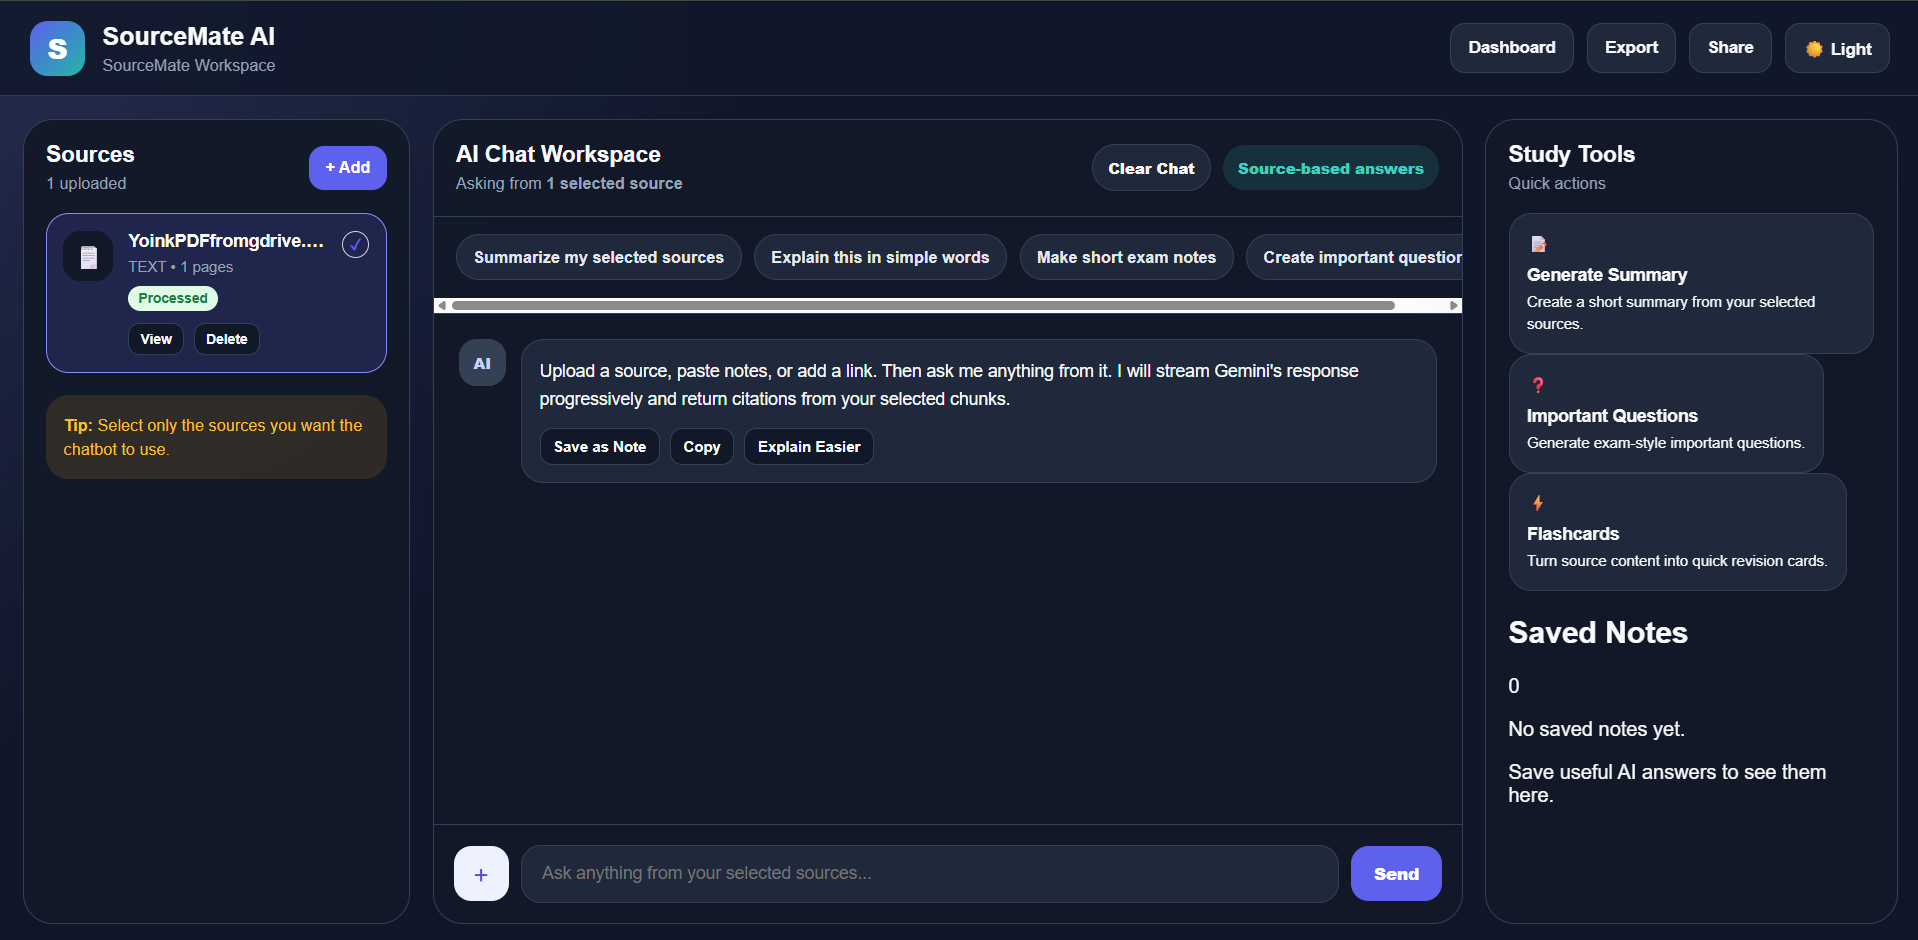 S
SourceMate AI
SourceMate Workspace
Dashboard
Export
Share
Light
Sources
1 uploaded
+ Add
YoinkPDFfromgdrive....
TEXT • 1 pages
Processed
View
Delete
Tip: Select only the sources you want the
chatbot to use.
AI Chat Workspace
Asking from 1 selected source
Clear Chat
Source-based answers
Summarize my selected sources
Explain this in simple words
Make short exam notes
Create important question
AI
Upload a source, paste notes, or add a link. Then ask me anything from it. I will stream Gemini's response
progressively and return citations from your selected chunks.
Save as Note
Copy
Explain Easier
+
Ask anything from your selected sources...
Send
Study Tools
Quick actions
Generate Summary
Create a short summary from your selected
sources.
Important Questions
Generate exam-style important questions.
Flashcards
Turn source content into quick revision cards.
Saved Notes
0
No saved notes yet.
Save useful AI answers to see them
here.